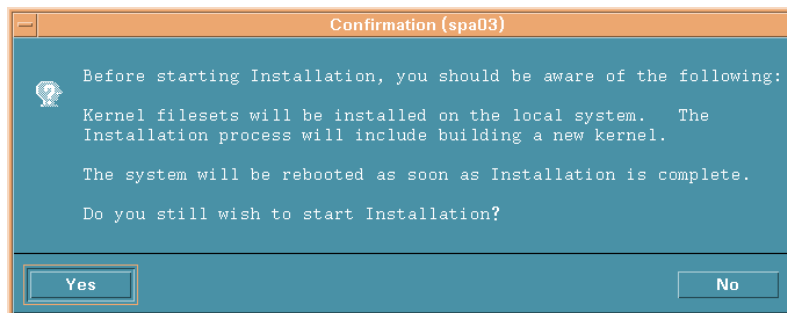 Confirmation (spa03)
Before starting Installation, you should be aware of the following:
Kernel filesets will be installed on the local system.   The
Installation process will include building a new kernel.
The system will be rebooted as soon as Installation is complete.
Do you still wish to start Installation?
Yes
No